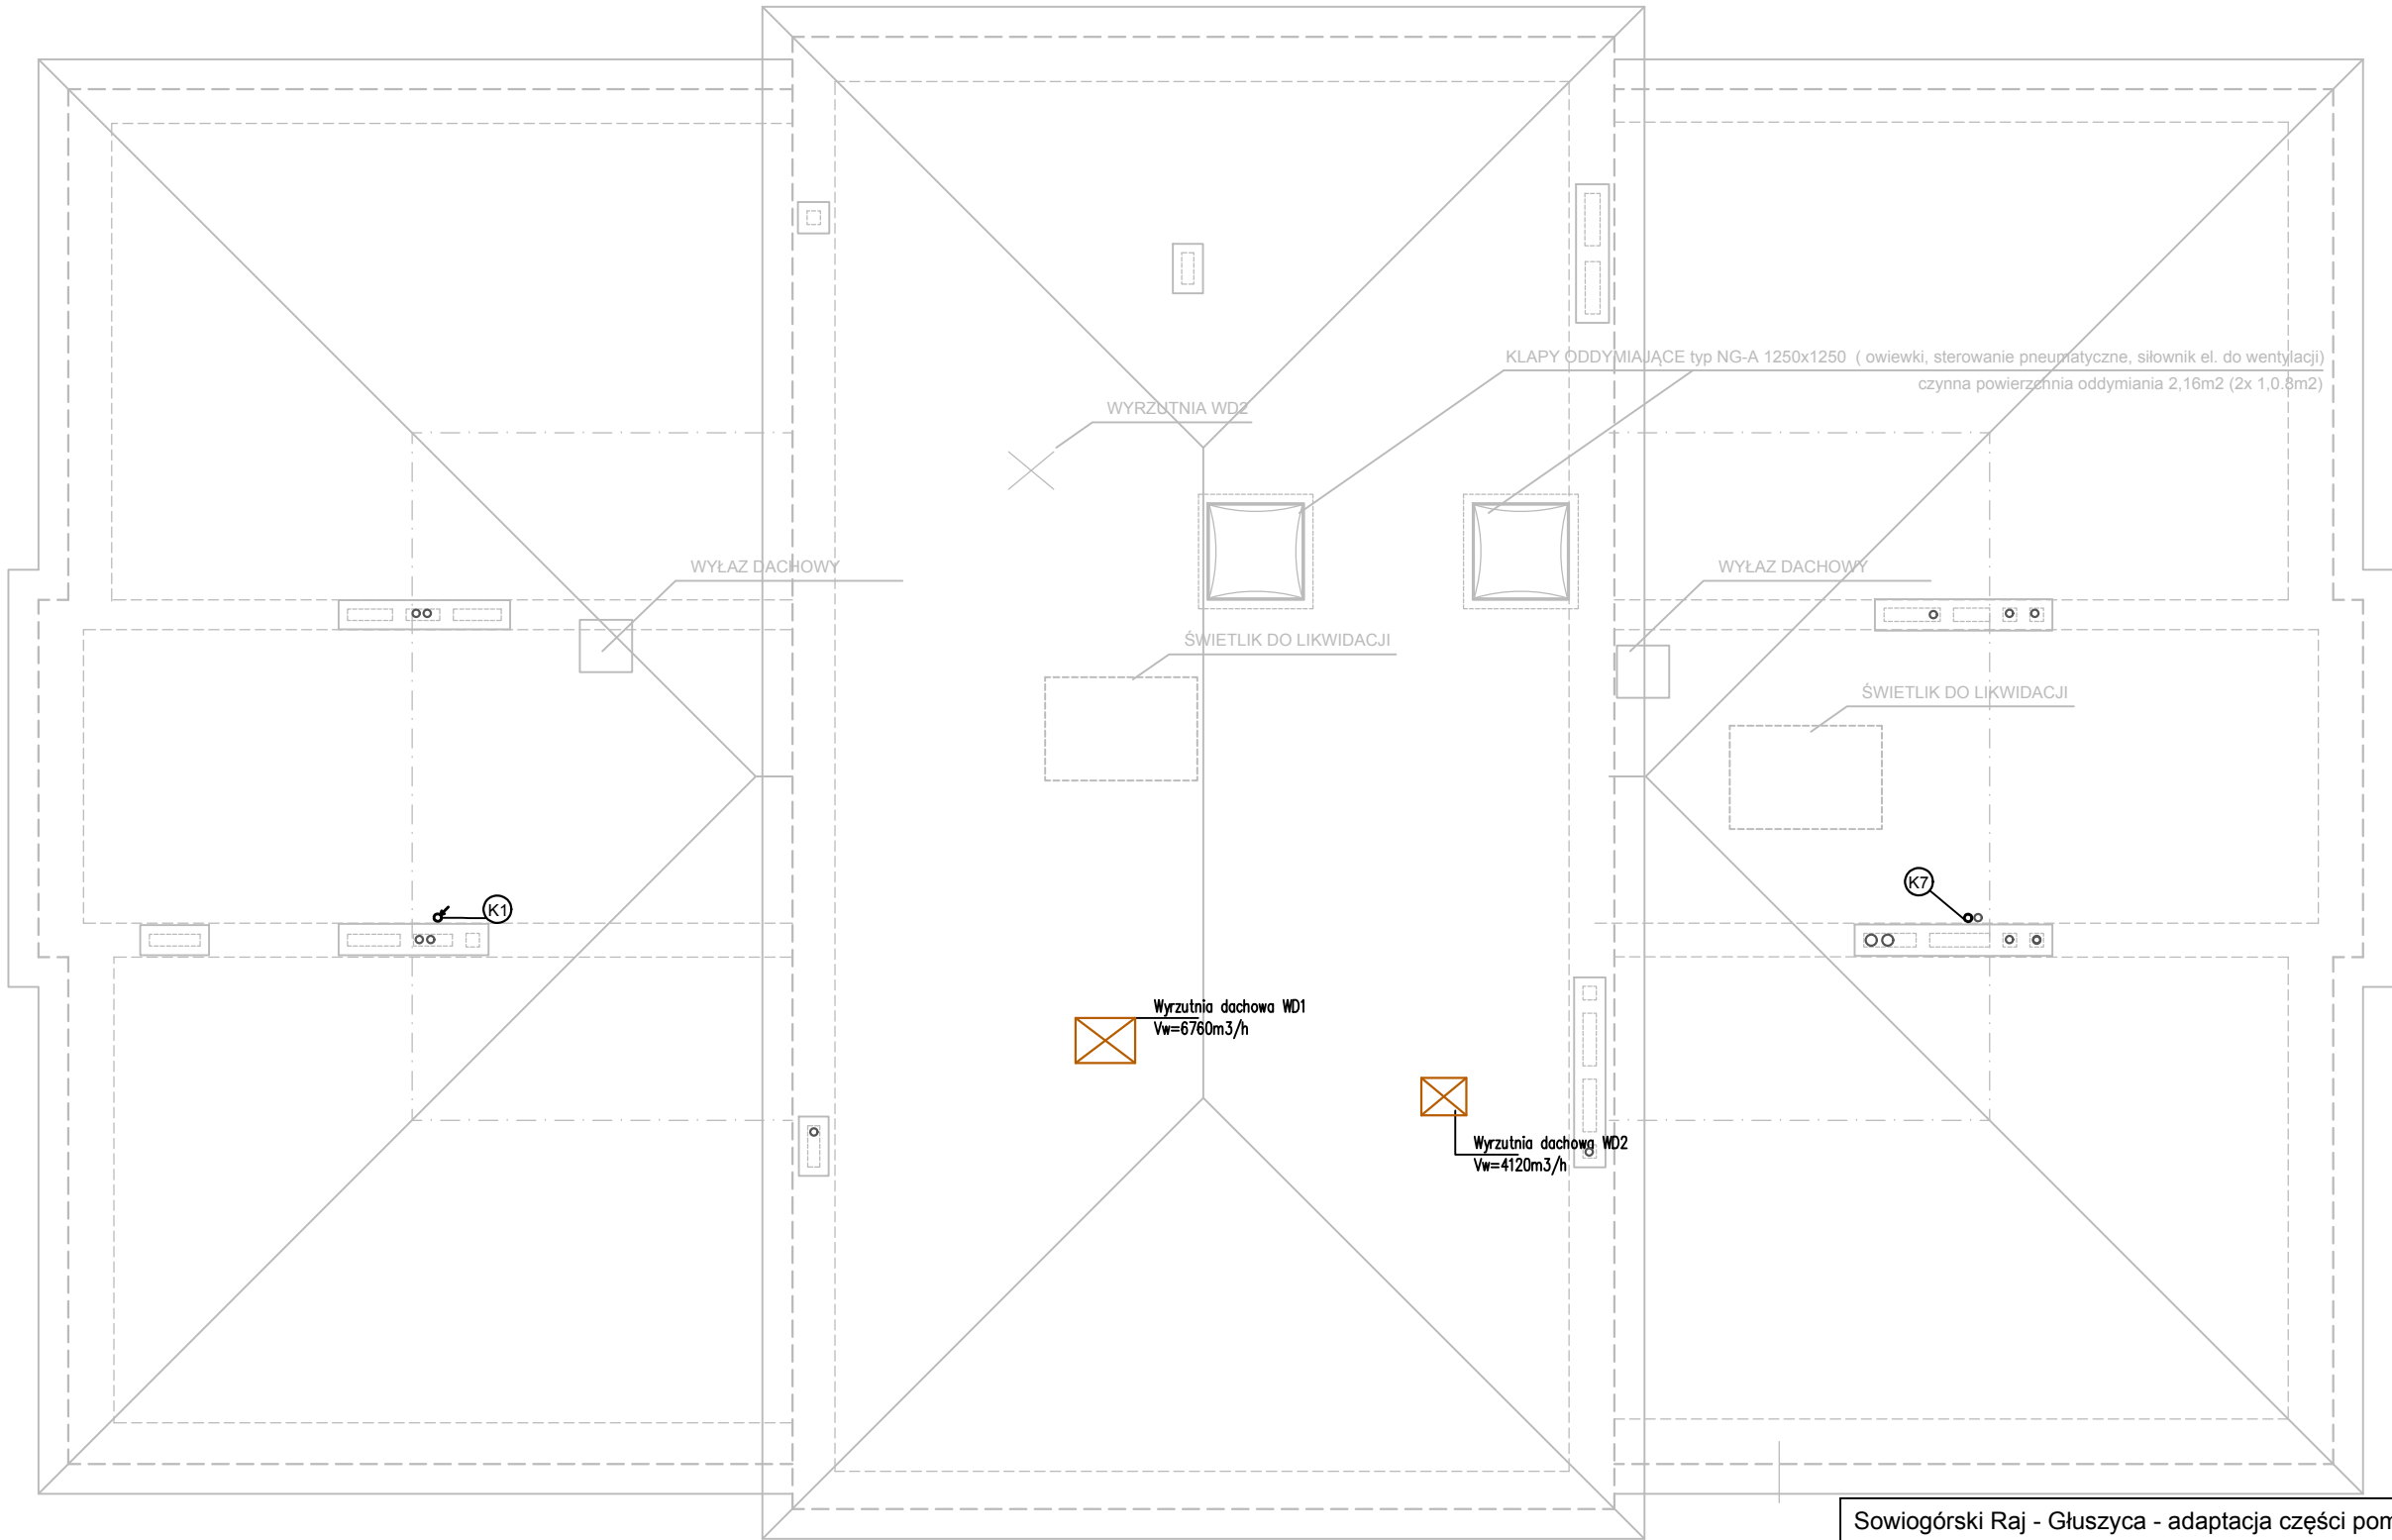 KLAPY ODDYMIAJĄCE typ NG-A 1250x1250 ( owiewki, sterowanie pneumatyczne, siłownik el. do wentylacji)
czynna powierzchnia oddymiania 2,16m2 (2x 1,0.8m2)
WYRZUTNIA WD2
WYŁAZ DACHOWY
WYŁAZ DACHOWY
ŚWIETLIK DO LIKWIDACJI
ŚWIETLIK DO LIKWIDACJI
K1
K7
Wyrzutnia dachowa WD1
Vw=6760m3/h
Wyrzutnia dachowa WD2
Vw=4120m3/h
Sowiogórski Raj - Głuszyca - adaptacja części pom